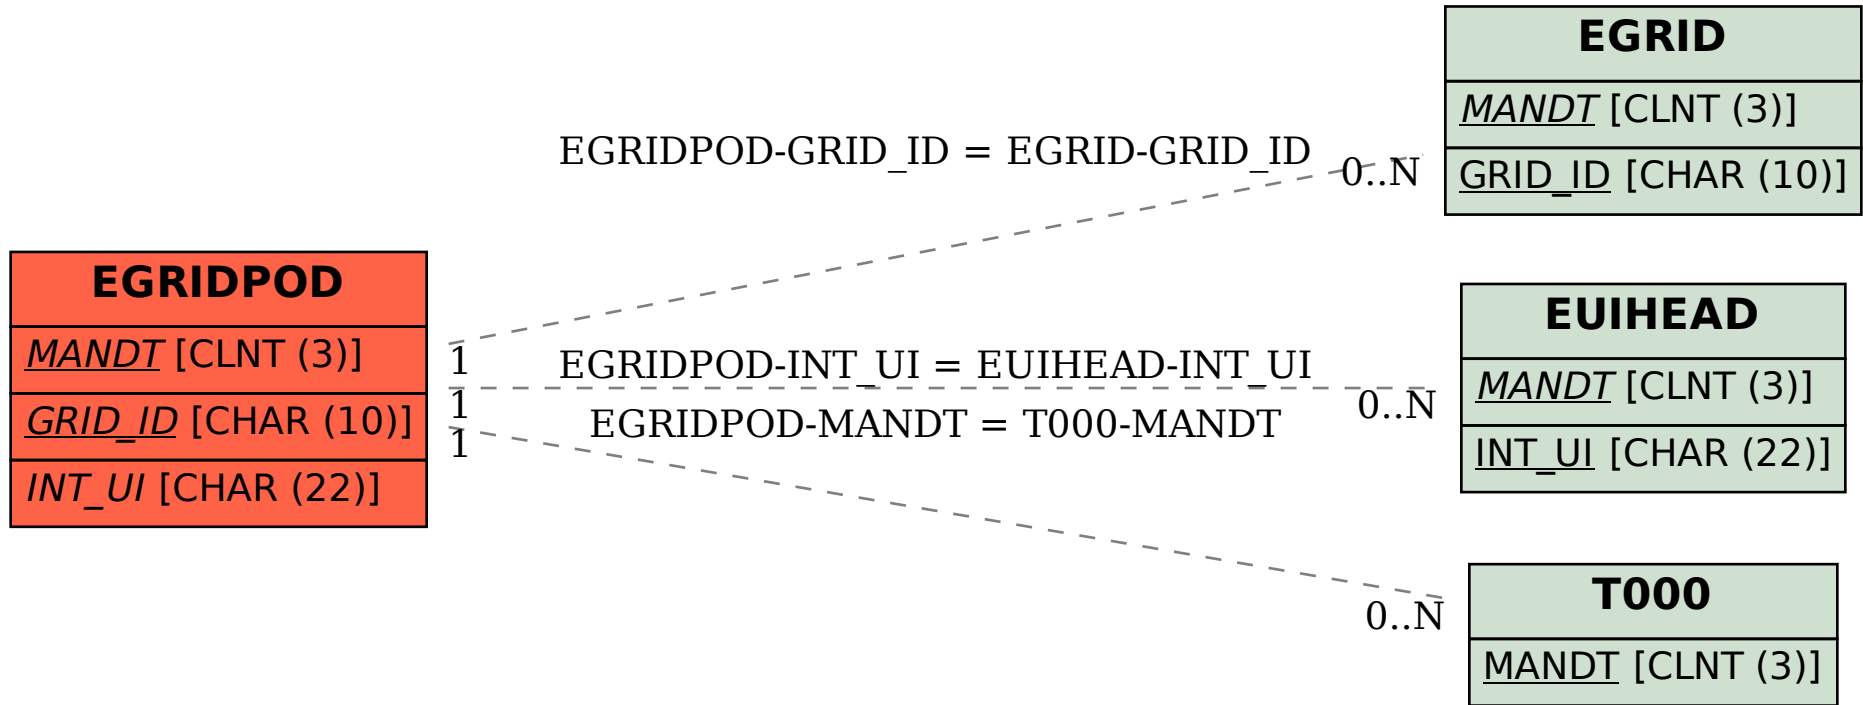 EGRID
MANDT [CLNT (3)]
GRID_ID [CHAR (10)]
EGRIDPOD-GRID_ID = EGRID-GRID_ID
0..N
EGRIDPOD
MANDT [CLNT (3)]
GRID_ID [CHAR (10)]
INT_UI [CHAR (22)]
1
EGRIDPOD-INT_UI = EUIHEAD-INT_UI
1
0..N
EGRIDPOD-MANDT = T000-MANDT
1
EUIHEAD
MANDT [CLNT (3)]
INT_UI [CHAR (22)]
0..N
T000
MANDT [CLNT (3)]